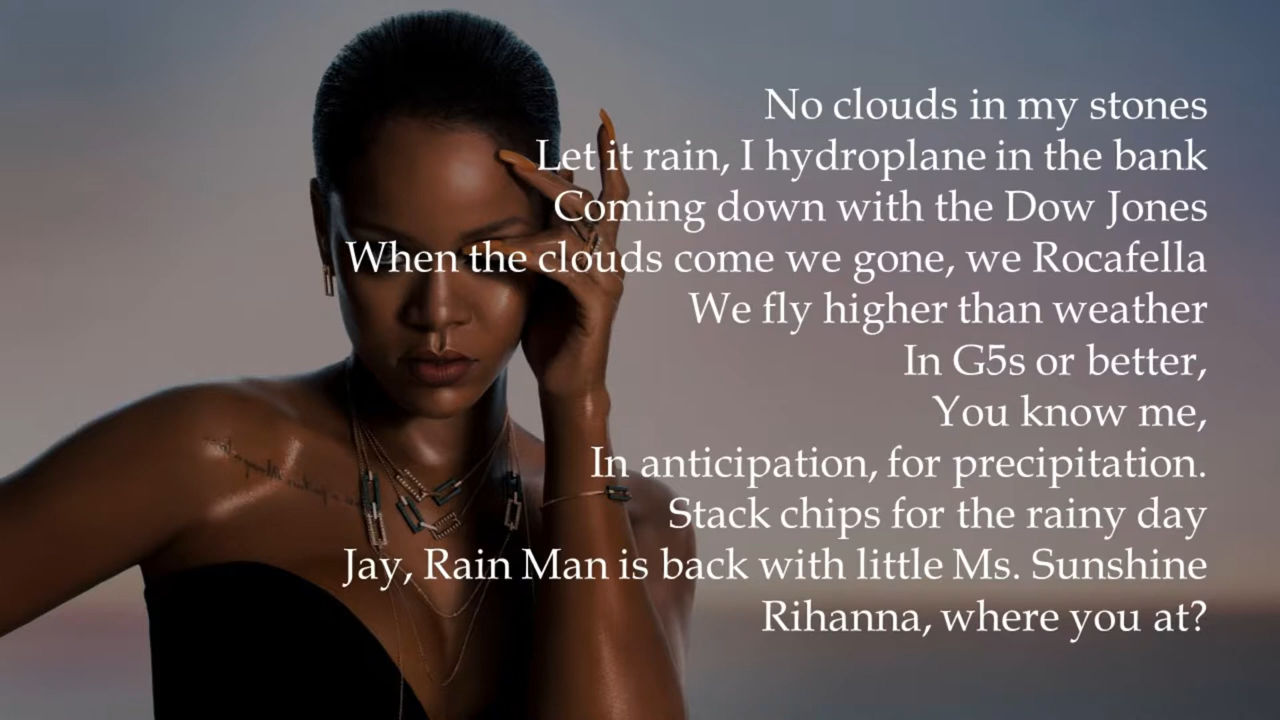 No clouds in my stones
Let it rain, I hydroplane in the bank
Coming down with the Dow Jones
When the clouds come we gone, we Rocafella
We fly higher than weather
In G5s or better,
You know me,
In anticipation, for precipitation.
Stack chips for the rainy day
Jay, Rain Man is back with little Ms. Sunshine
Rihanna, where you at?